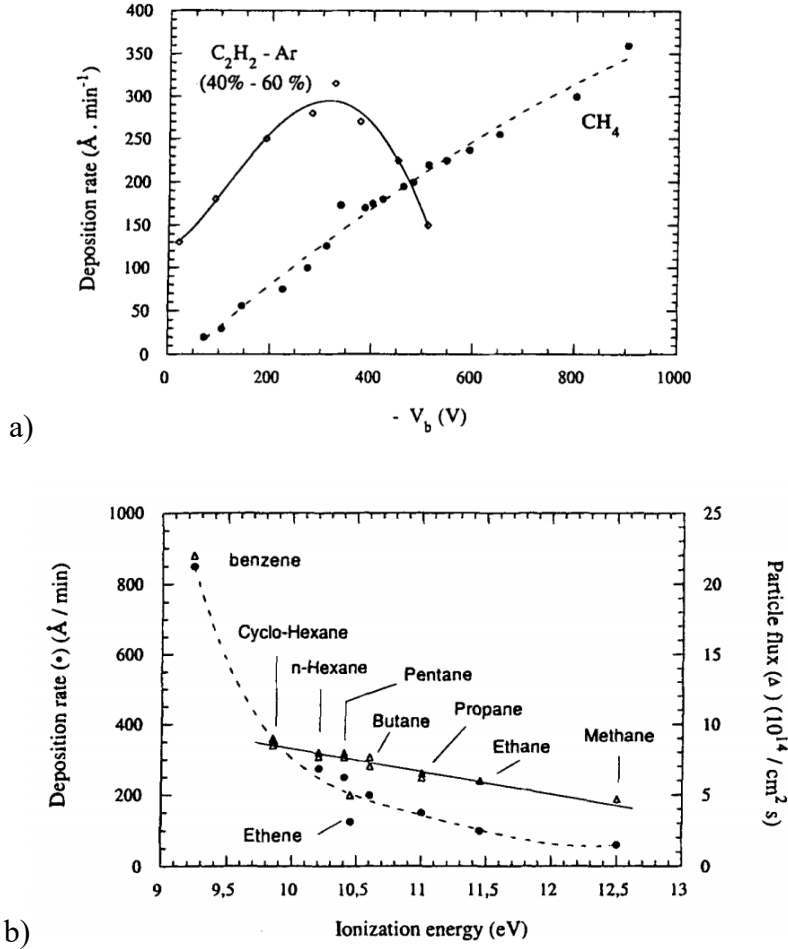 400
350
300
250
200
150
100
50
0
Deposition rate (Å . min⁻¹)
C₂H₂ - Ar
(40% - 60 %)
CH₄
0 200 400 600 800 1000
- V_b (V)
a)
1000
800
600
400
200
0
Deposition rate (•) (Å / min)
25
20
15
10
5
0
Particle flux (Δ) (10¹⁴ / cm² s)
benzene
Cyclo-Hexane
n-Hexane
Pentane
Butane
Propane
Ethane
Methane
Ethene
9 9,5 10 10,5 11 11,5 12 12,5 13
Ionization energy (eV)
b)